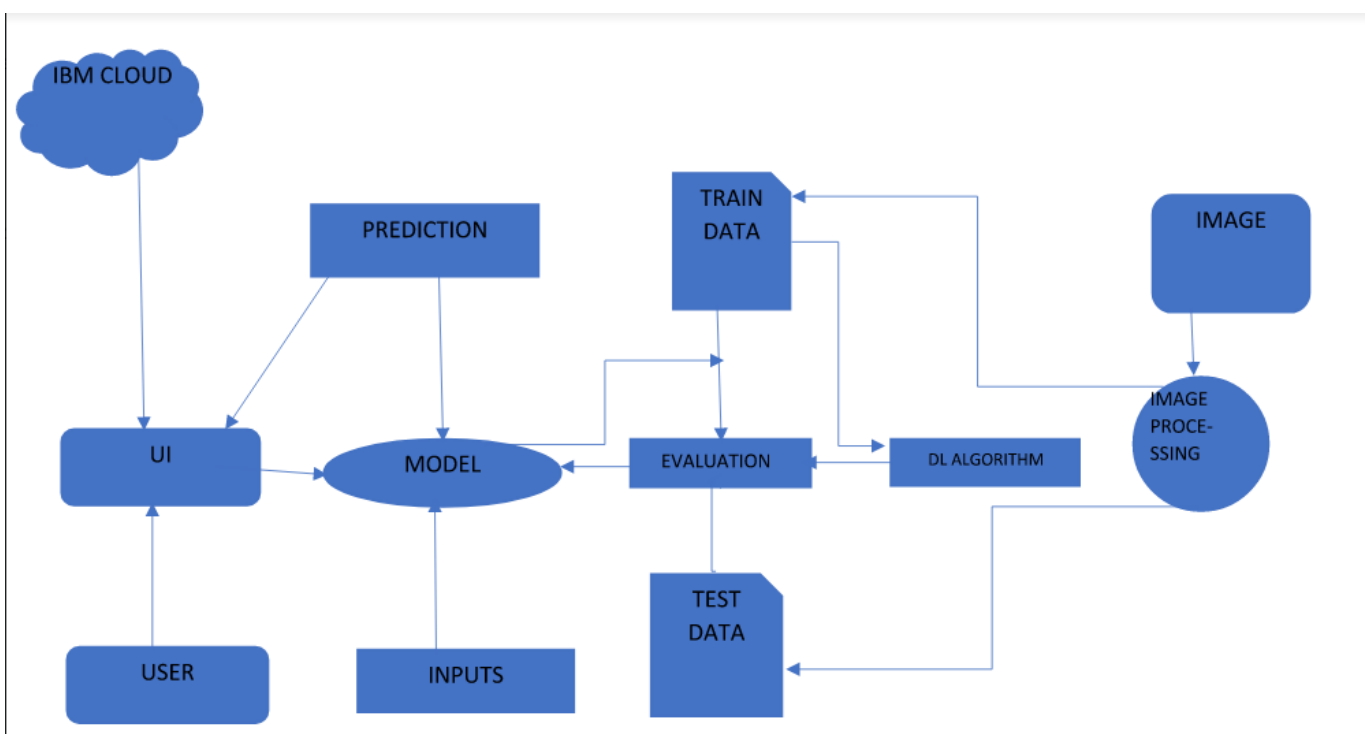 IBM CLOUD
TRAIN
DATA
IMAGE
PREDICTION
IMAGE
PROCE-
SSING
UI
MODEL
EVALUATION
DL ALGORITHM
TEST
DATA
USER
INPUTS